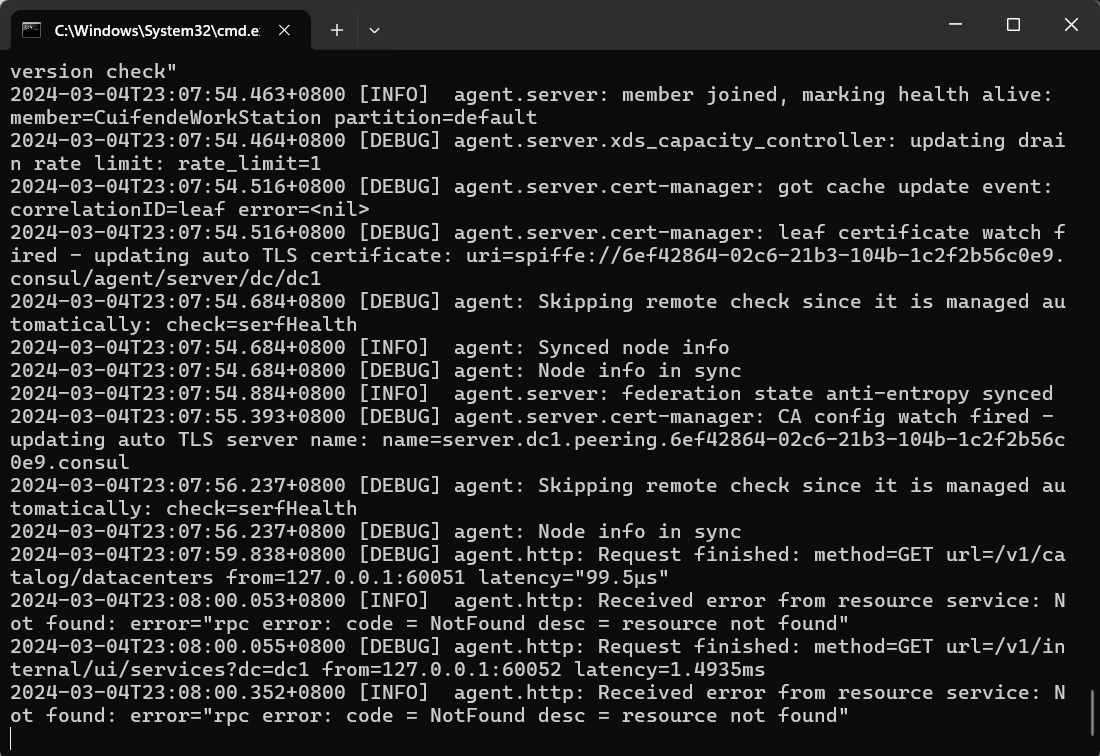 C:\Windows\System32\cmd.e
version check"
2024-03-04T23:07:54.463+0800 [INFO]  agent.server: member joined, marking health alive:
member=CuifendeWorkStation partition=default
2024-03-04T23:07:54.464+0800 [DEBUG] agent.server.xds_capacity_controller: updating drai
n rate limit: rate_limit=1
2024-03-04T23:07:54.516+0800 [DEBUG] agent.server.cert-manager: got cache update event:
correlationID=leaf error=<nil>
2024-03-04T23:07:54.516+0800 [DEBUG] agent.server.cert-manager: leaf certificate watch f
ired - updating auto TLS certificate: uri=spiffe://6ef42864-02c6-21b3-104b-1c2f2b56c0e9.
consul/agent/server/dc/dc1
2024-03-04T23:07:54.684+0800 [DEBUG] agent: Skipping remote check since it is managed au
tomatically: check=serfHealth
2024-03-04T23:07:54.684+0800 [INFO]  agent: Synced node info
2024-03-04T23:07:54.684+0800 [DEBUG] agent: Node info in sync
2024-03-04T23:07:54.884+0800 [INFO]  agent.server: federation state anti-entropy synced
2024-03-04T23:07:55.393+0800 [DEBUG] agent.server.cert-manager: CA config watch fired -
updating auto TLS server name: name=server.dc1.peering.6ef42864-02c6-21b3-104b-1c2f2b56c
0e9.consul
2024-03-04T23:07:56.237+0800 [DEBUG] agent: Skipping remote check since it is managed au
tomatically: check=serfHealth
2024-03-04T23:07:56.237+0800 [DEBUG] agent: Node info in sync
2024-03-04T23:07:59.838+0800 [DEBUG] agent.http: Request finished: method=GET url=/v1/ca
talog/datacenters from=127.0.0.1:60051 latency="99.5µs"
2024-03-04T23:08:00.053+0800 [INFO]  agent.http: Received error from resource service: N
ot found: error="rpc error: code = NotFound desc = resource not found"
2024-03-04T23:08:00.055+0800 [DEBUG] agent.http: Request finished: method=GET url=/v1/in
ternal/ui/services?dc=dc1 from=127.0.0.1:60052 latency=1.4935ms
2024-03-04T23:08:00.352+0800 [INFO]  agent.http: Received error from resource service: N
ot found: error="rpc error: code = NotFound desc = resource not found"